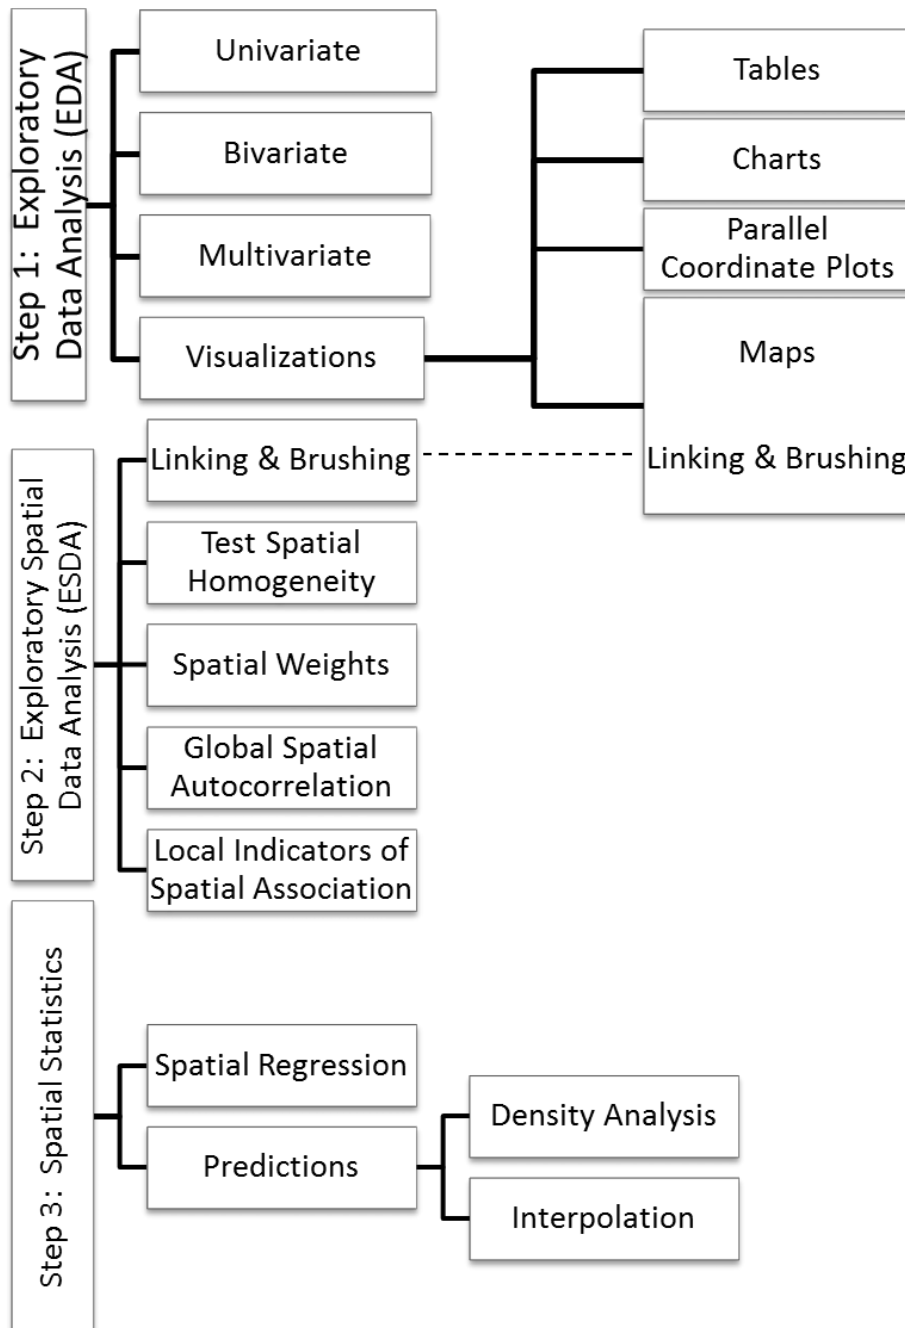 Step 1:  Exploratory
Data Analysis (EDA)
Univariate
Bivariate
Multivariate
Visualizations
Tables
Charts
Parallel
Coordinate Plots
Maps
Linking & Brushing
Step 2:  Exploratory Spatial
Data Analysis (ESDA)
Linking & Brushing
Test Spatial
Homogeneity
Spatial Weights
Global Spatial
Autocorrelation
Local Indicators of
Spatial Association
Step 3:  Spatial Statistics
Spatial Regression
Predictions
Density Analysis
Interpolation